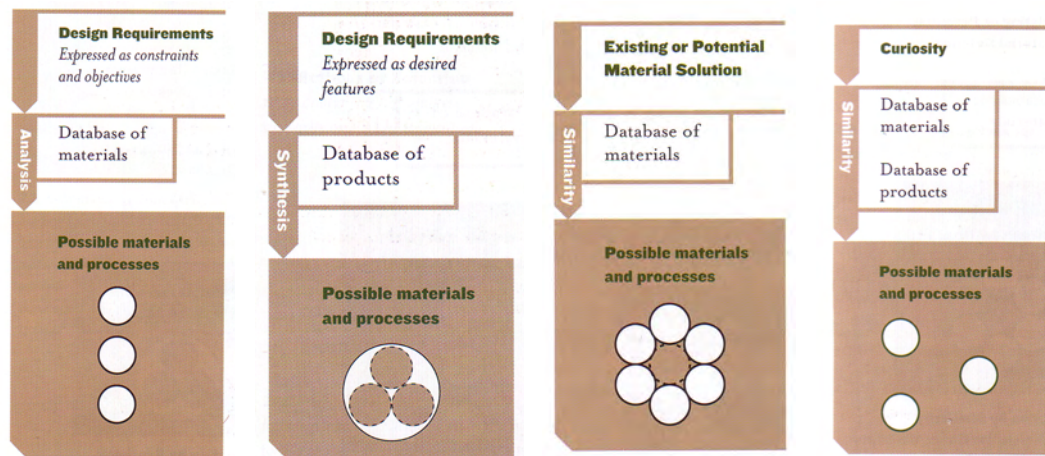 Design Requirements
Expressed as constraints
and objectives
Analysis
Database of
materials
Possible materials
and processes
Design Requirements
Expressed as desired
features
Synthesis
Database of
products
Possible materials
and processes
Existing or Potential
Material Solution
Similarity
Database of
materials
Possible materials
and processes
Curiosity
Similarity
Database of
materials
Database of
products
Possible materials
and processes